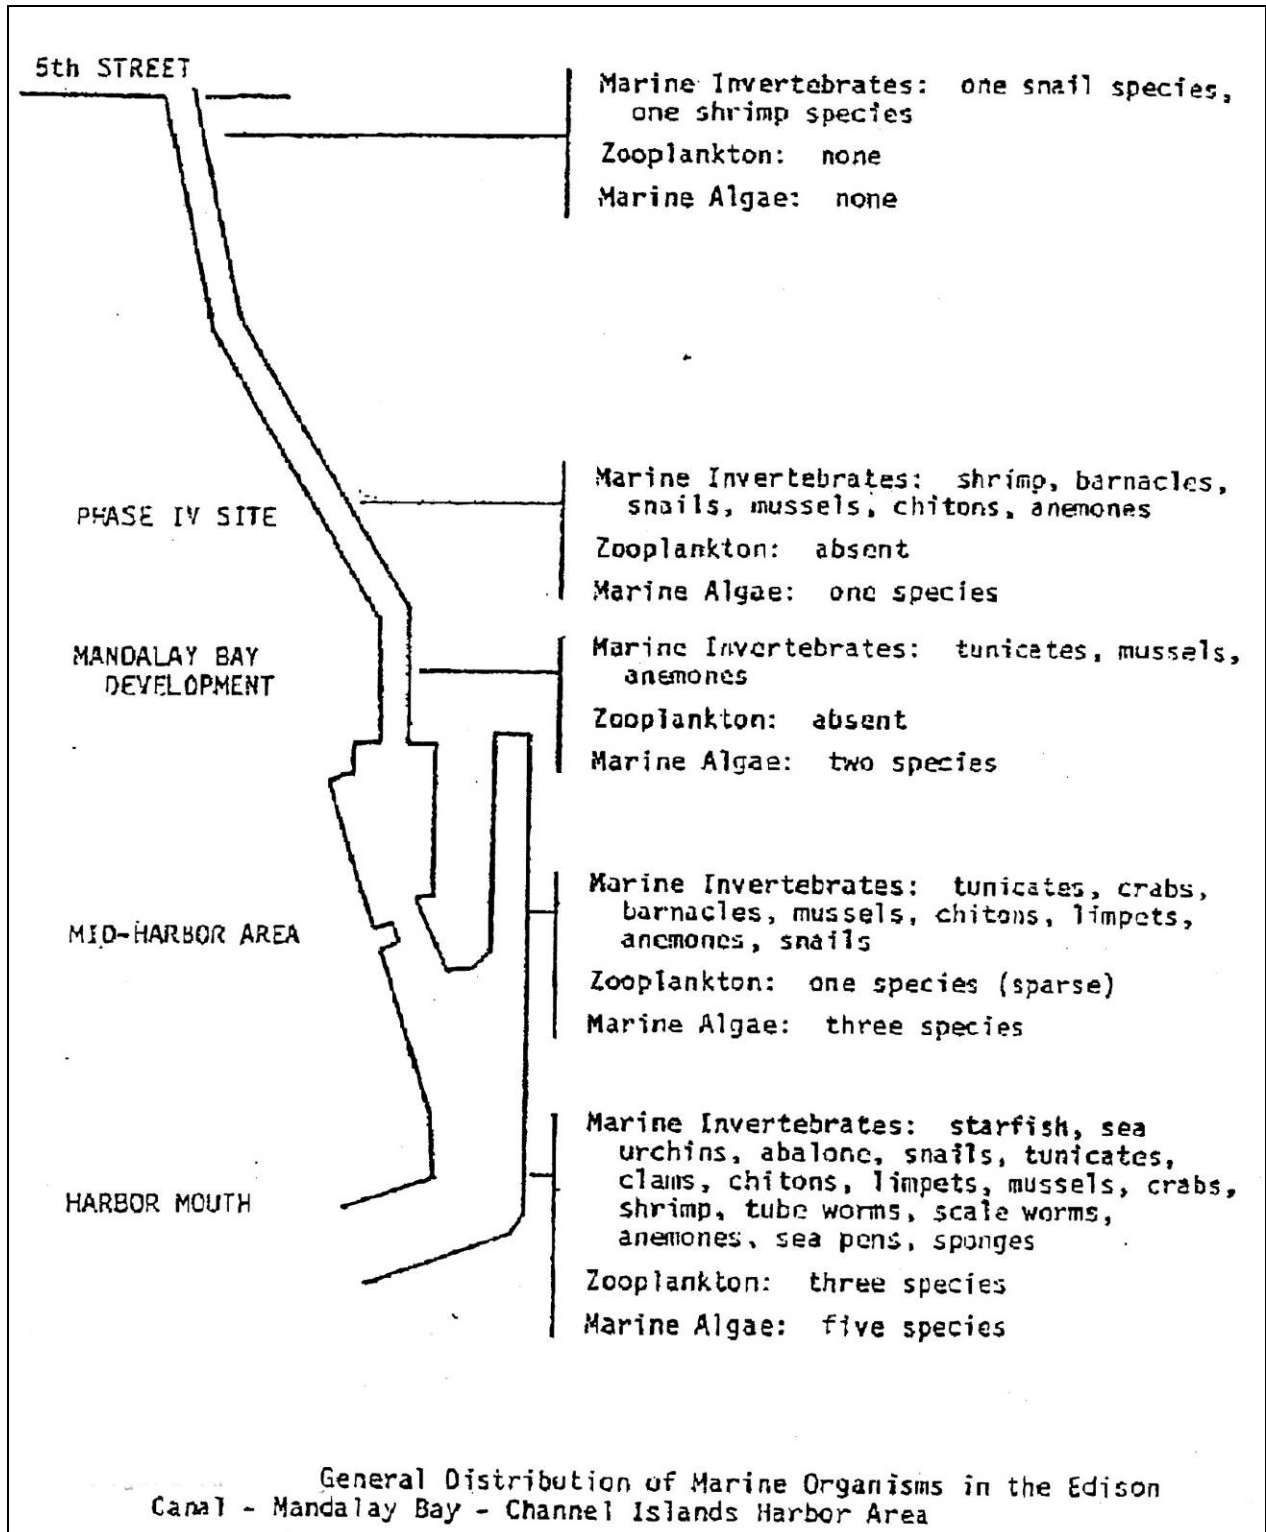 5th STREET
Marine Invertebrates: one snail species,
one shrimp species
Zooplankton: none
Marine Algae: none
PHASE IV SITE
Marine Invertebrates: shrimp, barnacles,
snails, mussels, chitons, anemones
Zooplankton: absent
Marine Algae: one species
MANDALAY BAY
DEVELOPMENT
Marine Invertebrates: tunicates, mussels,
anemones
Zooplankton: absent
Marine Algae: two species
MID-HARBOR AREA
Marine Invertebrates: tunicates, crabs,
barnacles, mussels, chitons, limpets,
anemones, snails
Zooplankton: one species (sparse)
Marine Algae: three species
HARBOR MOUTH
Marine Invertebrates: starfish, sea
urchins, abalone, snails, tunicates,
clams, chitons, limpets, mussels, crabs,
shrimp, tube worms, scale worms,
anemones, sea pens, sponges
Zooplankton: three species
Marine Algae: five species
General Distribution of Marine Organisms in the Edison
Canal - Mandalay Bay - Channel Islands Harbor Area